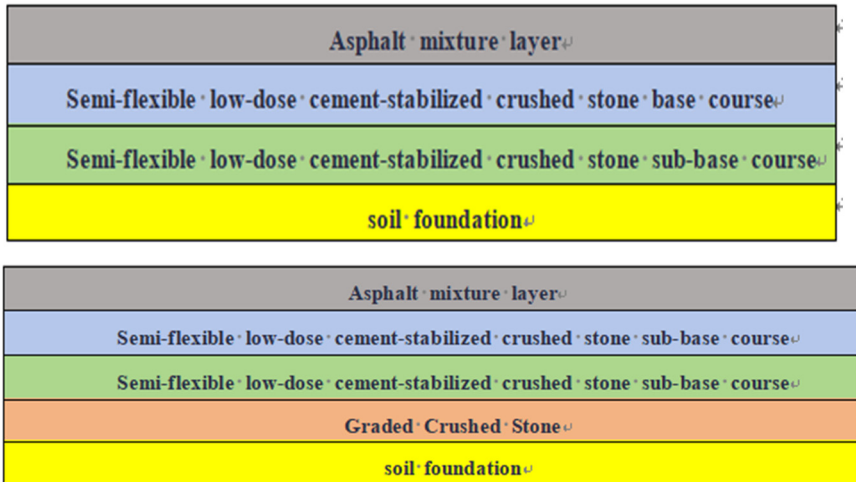 Asphalt mixture layer
Semi-flexible low-dose cement-stabilized crushed stone base course
Semi-flexible low-dose cement-stabilized crushed stone sub-base course
soil foundation
Asphalt mixture layer
Semi-flexible low-dose cement-stabilized crushed stone sub-base course
Semi-flexible low-dose cement-stabilized crushed stone sub-base course
Graded Crushed Stone
soil foundation